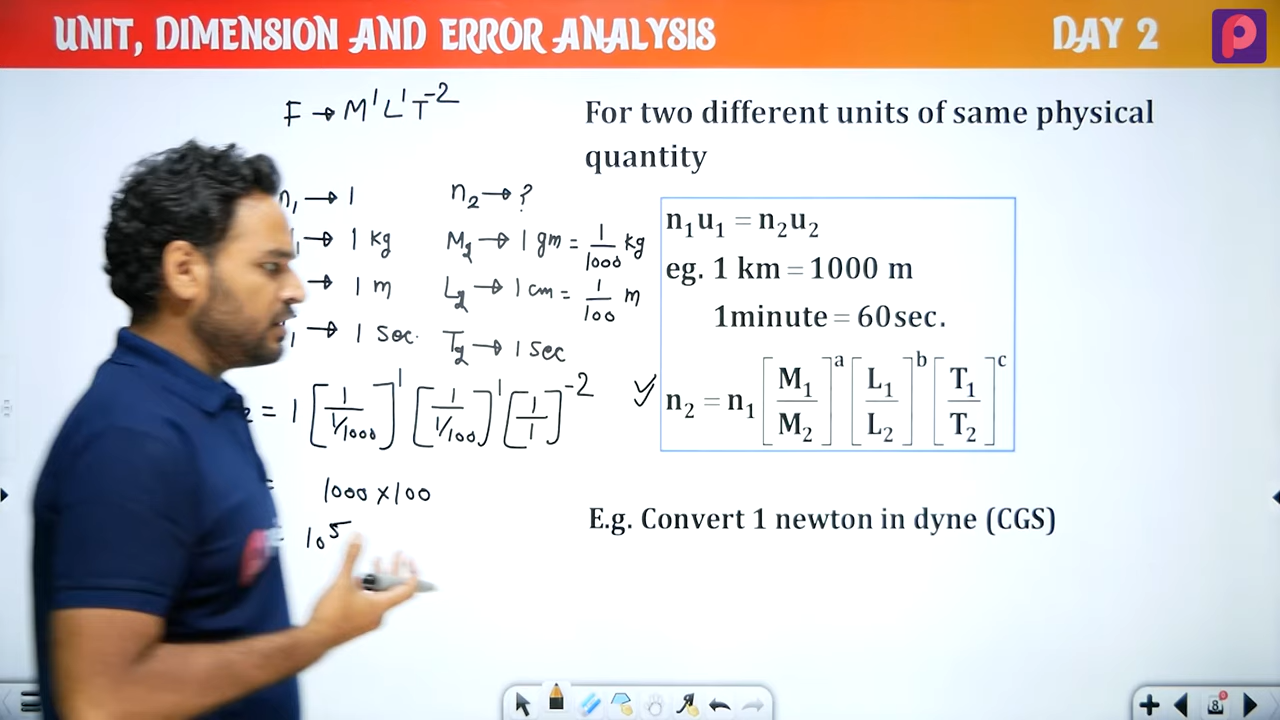 UNIT, DIMENSION AND ERROR ANALYSIS
DAY 2
F → M¹L¹T⁻²
n₁ → 1
n₂ → ?
₁ → 1 kg
M₂ → 1 gm = 1/1000 kg
→ 1 m
L₂ → 1 cm = 1/100 m
₁ → 1 Sec.
T₂ → 1 Sec
₂ = 1 [1/(1/1000)]¹ [1/(1/100)]¹ [1/1]⁻²
= 1000 × 100
= 10⁵
For two different units of same physical
quantity
n₁u₁ = n₂u₂
eg. 1 km = 1000 m
1minute = 60sec.
n₂ = n₁ [M₁/M₂]ᵃ [L₁/L₂]ᵇ [T₁/T₂]ᶜ
E.g. Convert 1 newton in dyne (CGS)
8